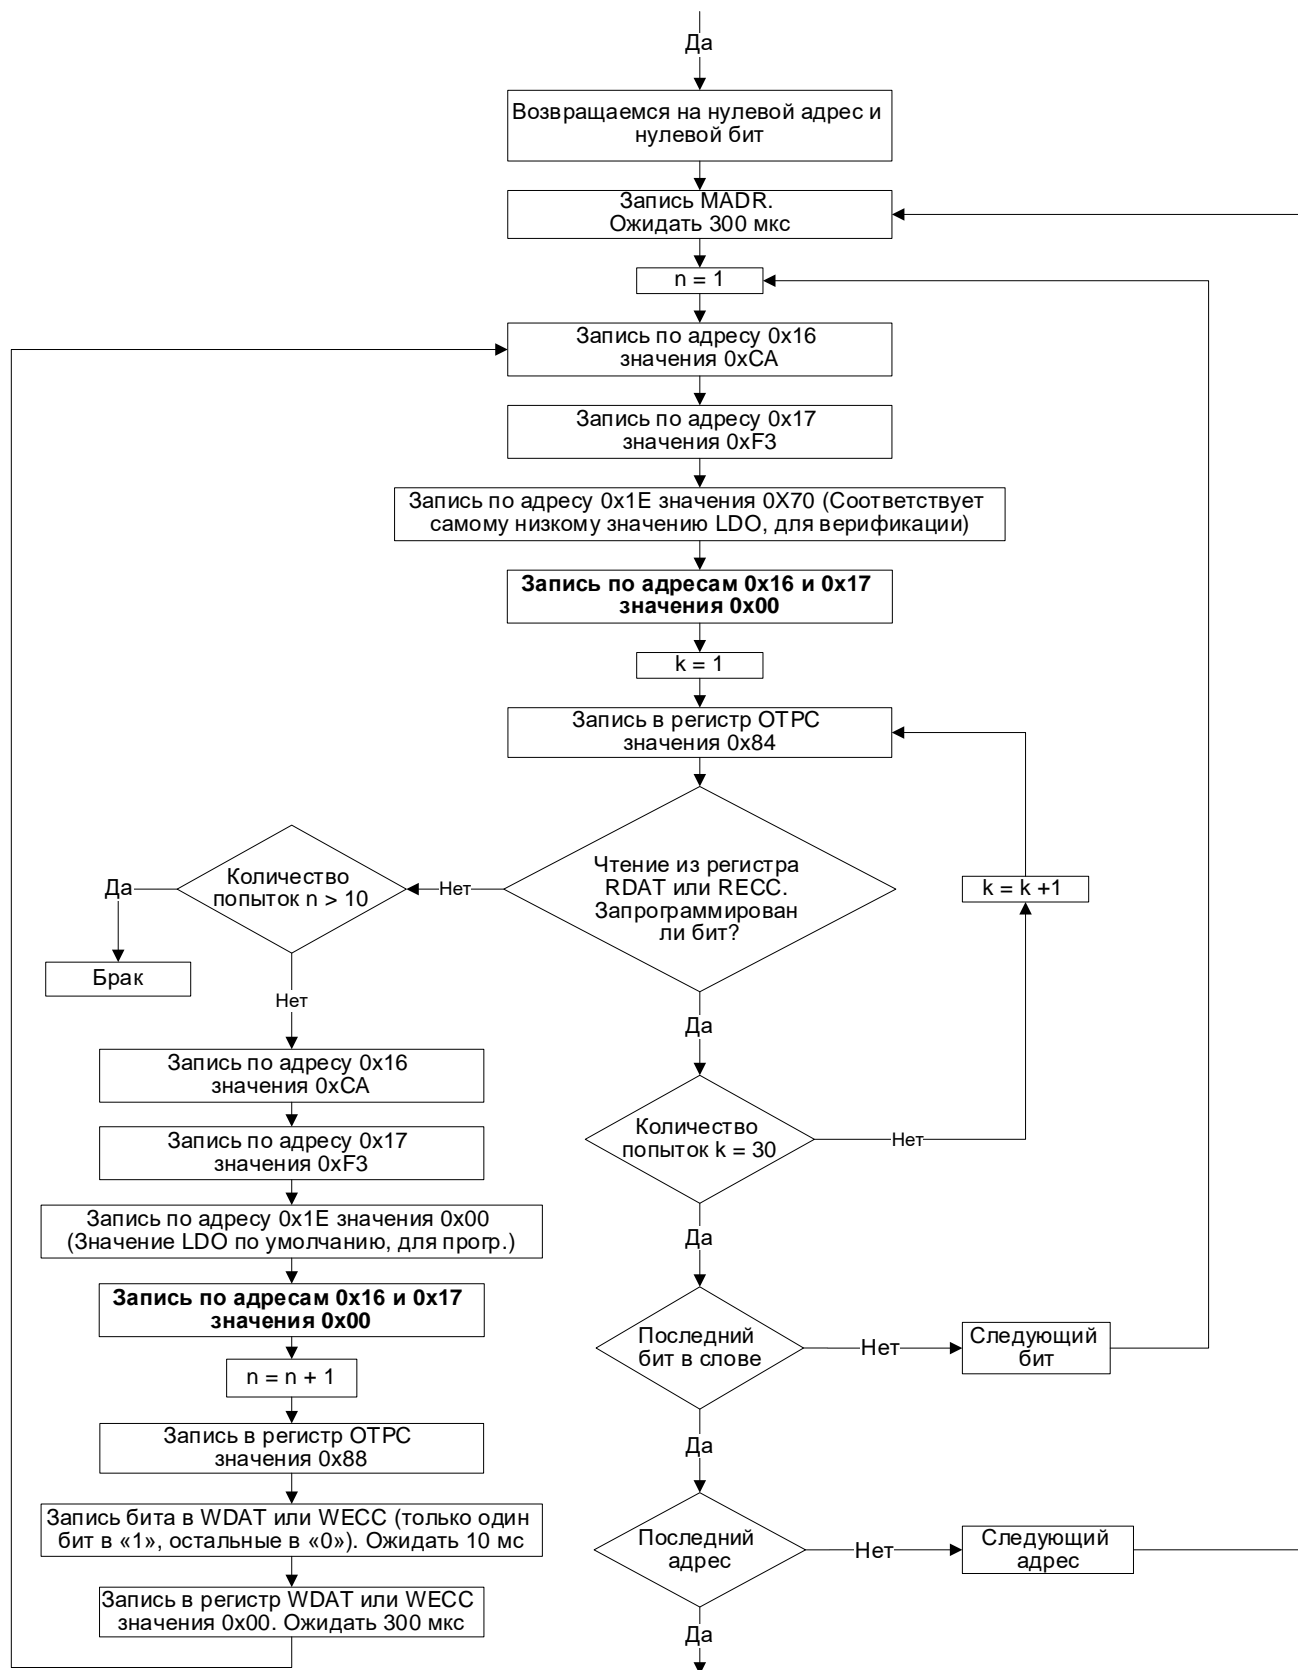 Да
Возвращаемся на нулевой адрес и
нулевой бит
Запись MADR.
Ожидать 300 мкс
n = 1
Запись по адресу 0x16
значения 0xCA
Запись по адресу 0x17
значения 0xF3
Запись по адресу 0x1E значения 0X70 (Соответствует
самому низкому значению LDO, для верификации)
Запись по адресам 0x16 и 0x17
значения 0x00
k = 1
Запись в регистр OTPC
значения 0x84
Чтение из регистра
RDAT или RECC.
Запрограммирован
ли бит?
k = k +1
Нет
Количество
попыток n > 10
Да
Брак
Нет
Запись по адресу 0x16
значения 0xCA
Запись по адресу 0x17
значения 0xF3
Запись по адресу 0x1E значения 0x00
(Значение LDO по умолчанию, для прогр.)
Запись по адресам 0x16 и 0x17
значения 0x00
n = n + 1
Запись в регистр OTPC
значения 0x88
Запись бита в WDAT или WECC (только один
бит в «1», остальные в «0»). Ожидать 10 мс
Запись в регистр WDAT или WECC
значения 0x00. Ожидать 300 мкс
Да
Количество
попыток k = 30
Нет
Да
Последний
бит в слове
Нет
Следующий
бит
Да
Последний
адрес
Нет
Следующий
адрес
Да